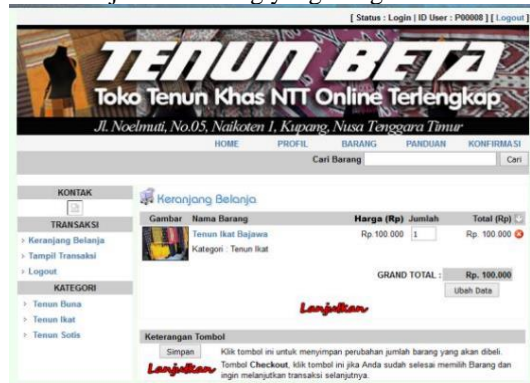 [ Status : Login | ID User : P00008 ] [ Logout ]
TENUN BETA
Toko Tenun Khas NTT Online Terlengkap
Jl. Noelmuti, No.05, Naikoten 1, Kupang, Nusa Tenggara Timur
HOME PROFIL BARANG PANDUAN KONFIRMASI
Cari Barang Cari
KONTAK
TRANSAKSI
Keranjang Belanja
Tampil Transaksi
Logout
KATEGORI
Tenun Buna
Tenun Ikat
Tenun Sotis
Keranjang Belanja
Gambar Nama Barang Harga (Rp) Jumlah Total (Rp)
Tenun Ikat Bajawa Rp. 100.000 1 Rp. 100.000
Kategori : Tenun Ikat
GRAND TOTAL : Rp. 100.000
Ubah Data
Lanjutkan
Keterangan Tombol
Simpan Klik tombol ini untuk menyimpan perubahan jumlah barang yang akan dibeli.
Lanjutkan Tombol Checkout, klik tombol ini jika Anda sudah selesai memilih Barang dan
ingin melanjutkan transaksi selanjutnya.